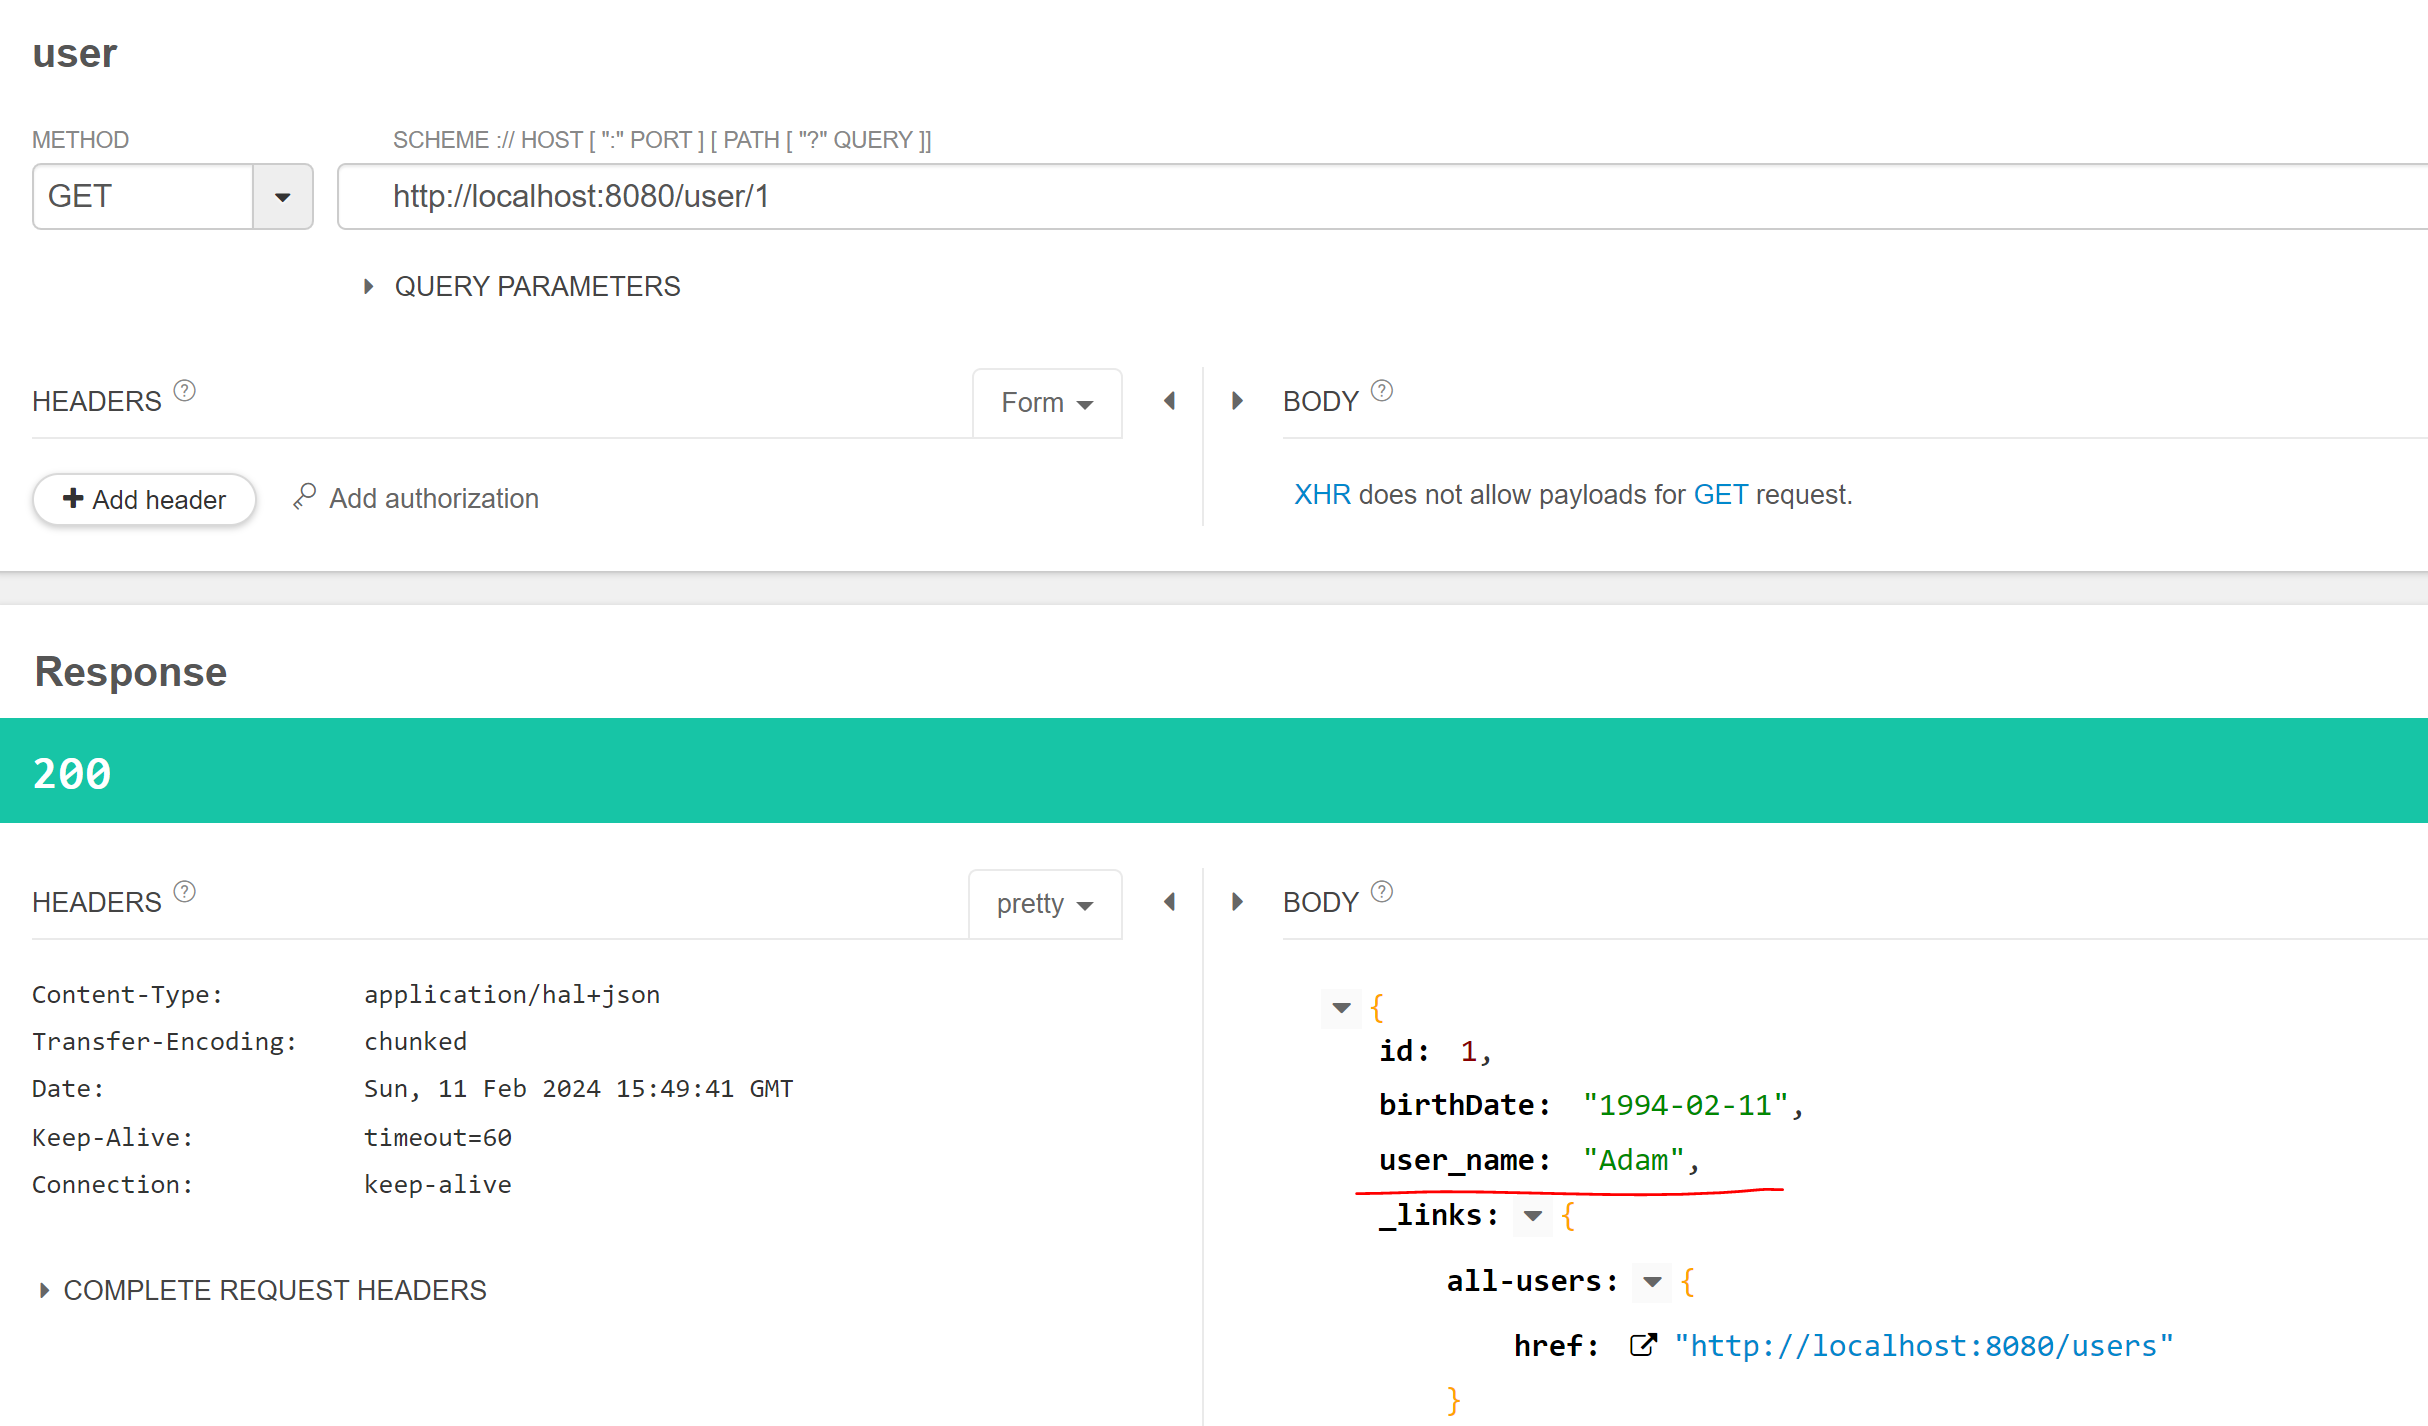 user
METHOD
SCHEME :// HOST [ ":" PORT ] [ PATH [ "?" QUERY ]]
GET
http://localhost:8080/user/1
QUERY PARAMETERS
HEADERS ?
Form
BODY ?
Add header
Add authorization
XHR does not allow payloads for GET request.
Response
200
HEADERS ?
pretty
BODY ?
Content-Type: application/hal+json
Transfer-Encoding: chunked
Date: Sun, 11 Feb 2024 15:49:41 GMT
Keep-Alive: timeout=60
Connection: keep-alive
COMPLETE REQUEST HEADERS
{
id: 1,
birthDate: "1994-02-11",
user_name: "Adam",
_links: {
all-users: {
href: "http://localhost:8080/users"
}